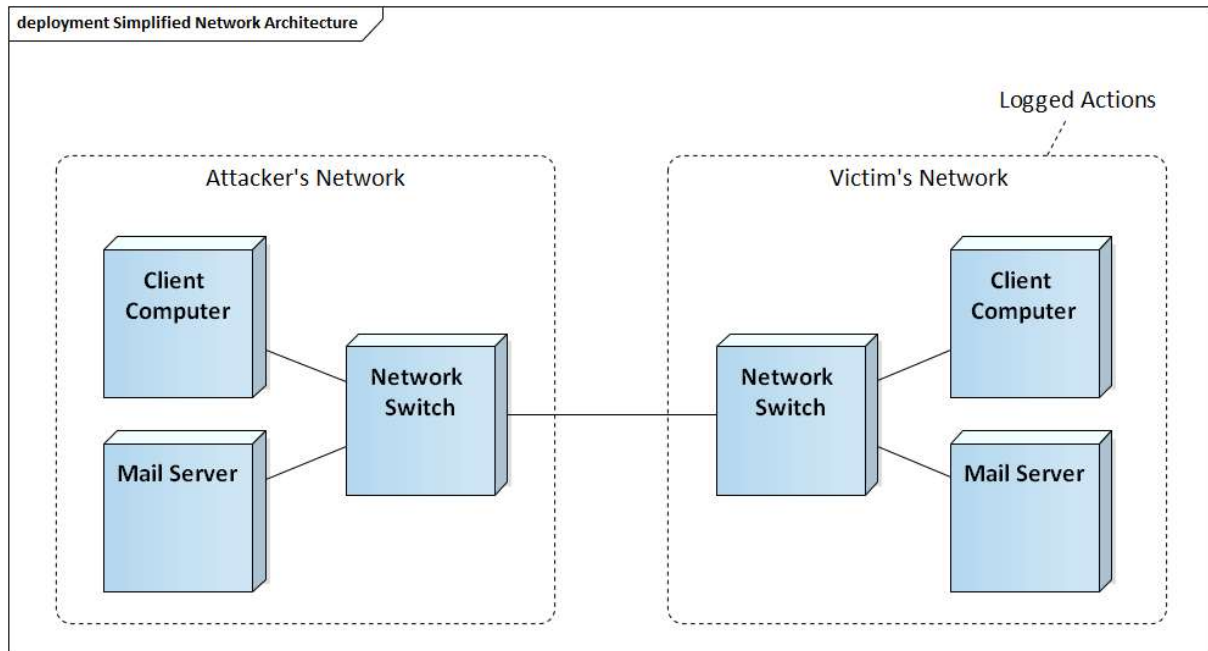 deployment Simplified Network Architecture
Logged Actions
Attacker's Network
Victim's Network
Client
Computer
Network
Switch
Mail Server
Network
Switch
Client
Computer
Mail Server